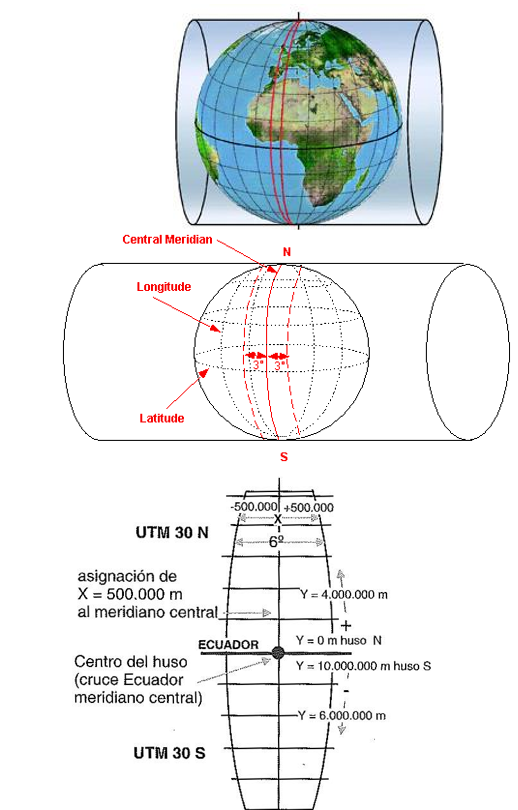 Central Meridian
N
Longitude
3° 3°
Latitude
S
-500.000 +500.000
X
UTM 30 N
6º
asignación de
X = 500.000 m
al meridiano central
Y = 4.000.000 m
+
ECUADOR
Y = 0 m huso N
Centro del huso
(cruce Ecuador
meridiano central)
Y = 10.000.000 m huso S
-
Y = 6.000.000 m
UTM 30 S